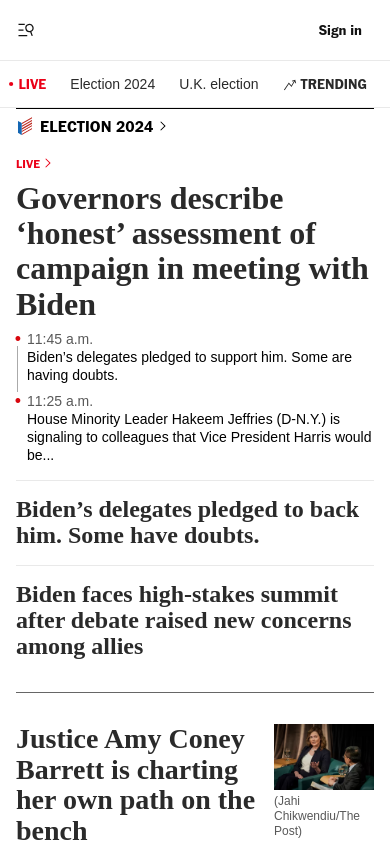 Sign in
LIVE Election 2024 U.K. election TRENDING
ELECTION 2024
LIVE
Governors describe
‘honest’ assessment of
campaign in meeting with
Biden
11:45 a.m.
Biden’s delegates pledged to support him. Some are
having doubts.
11:25 a.m.
House Minority Leader Hakeem Jeffries (D-N.Y.) is
signaling to colleagues that Vice President Harris would
be...
Biden’s delegates pledged to back
him. Some have doubts.
Biden faces high-stakes summit
after debate raised new concerns
among allies
Justice Amy Coney
Barrett is charting
her own path on the
bench
(Jahi
Chikwendiu/The
Post)